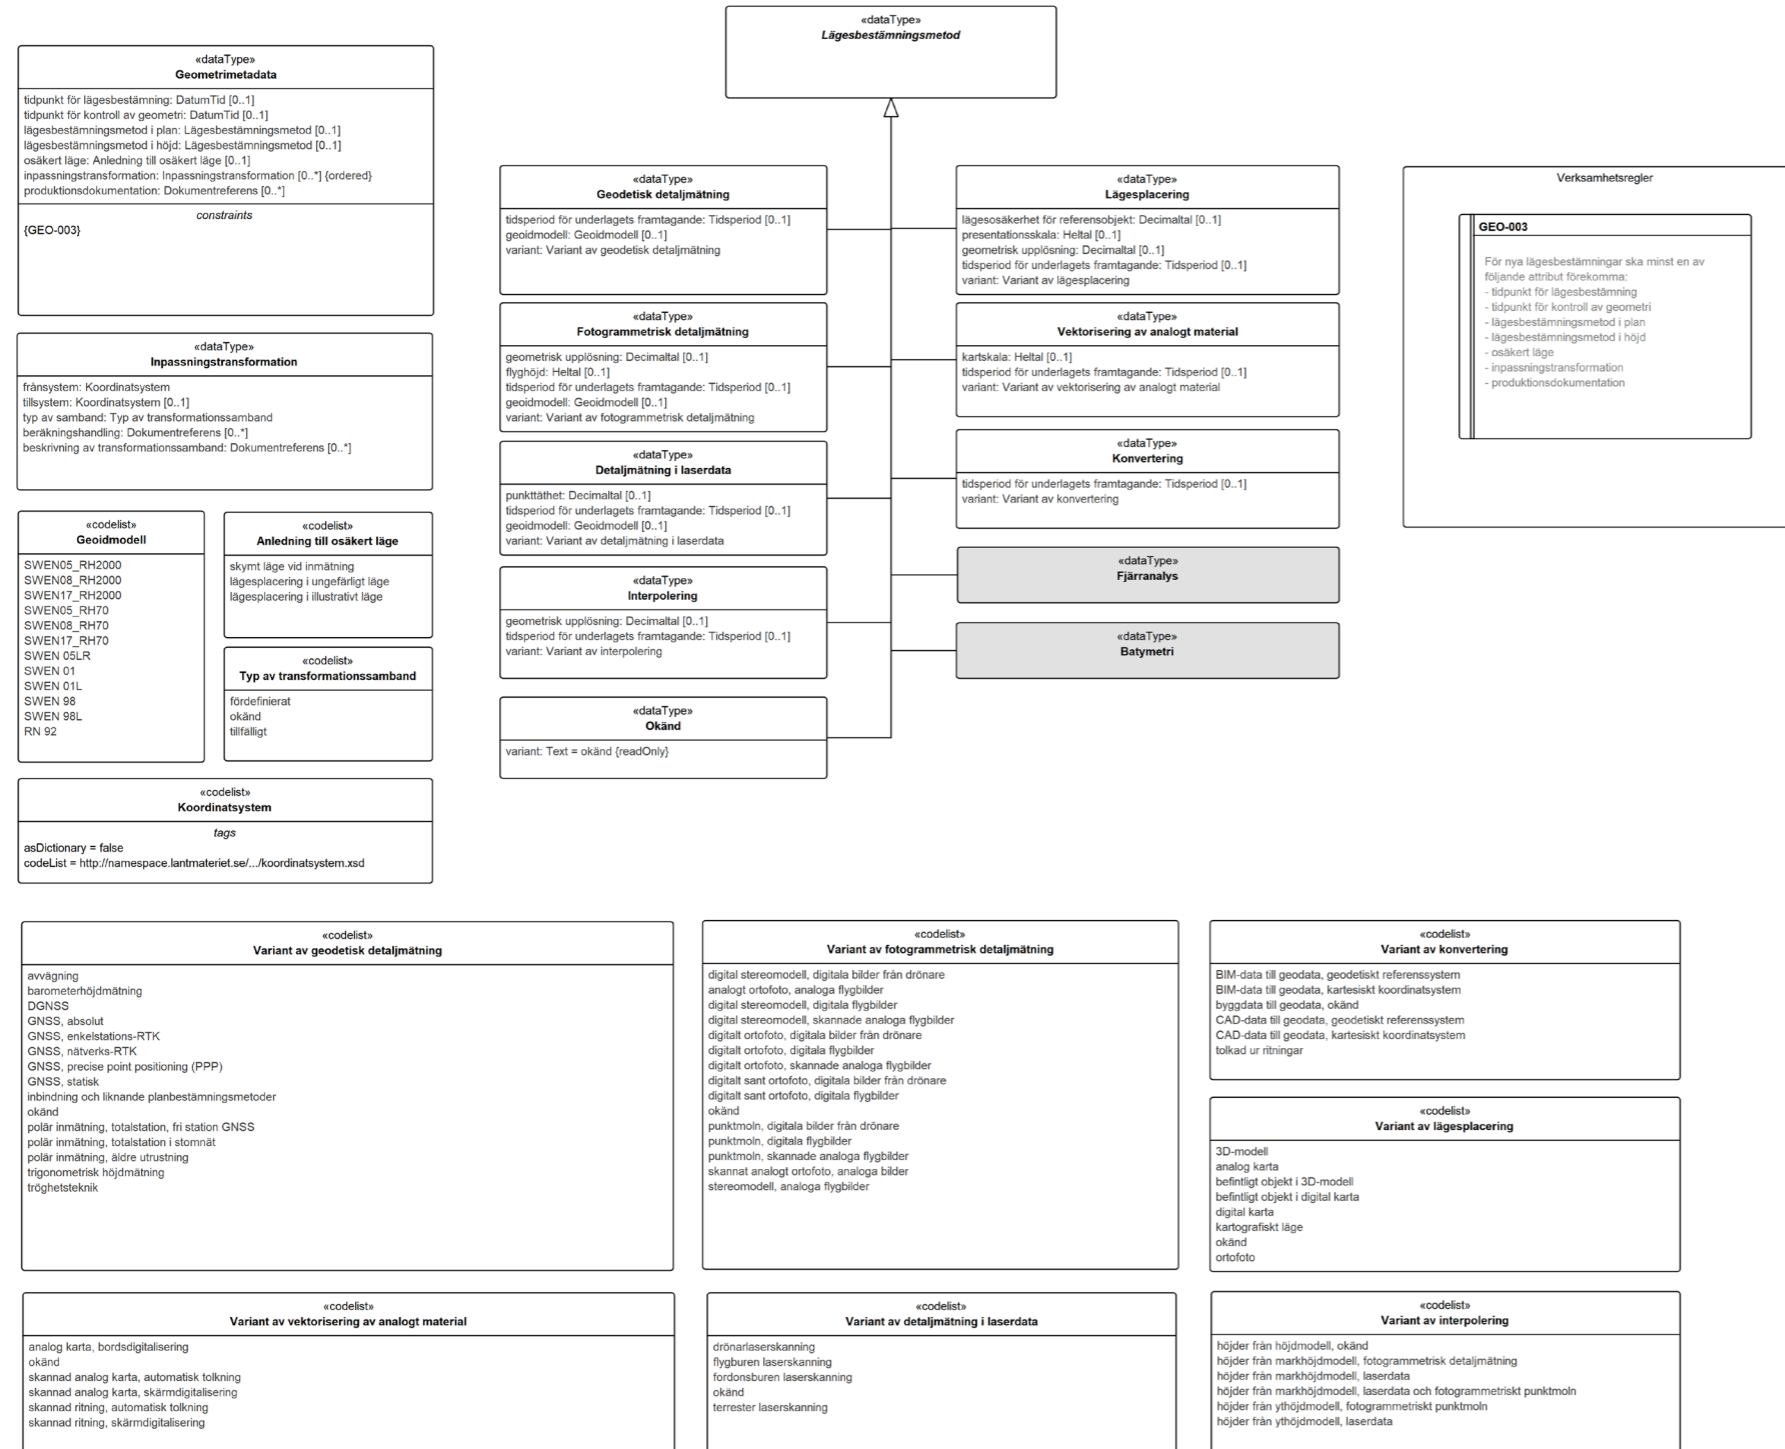 «dataType»
Lägesbestämningsmetod
«dataType»
Geometrimetadata
tidpunkt för lägesbestämning: DatumTid [0..1]
tidpunkt för kontroll av geometri: DatumTid [0..1]
lägesbestämningsmetod i plan: Lägesbestämningsmetod [0..1]
lägesbestämningsmetod i höjd: Lägesbestämningsmetod [0..1]
osäkert läge: Anledning till osäkert läge [0..1]
inpassningstransformation: Inpassningstransformation [0..*] {ordered}
produktionsdokumentation: Dokumentreferens [0..*]
constraints
{GEO-003}
«dataType»
Inpassningstransformation
frånsystem: Koordinatsystem
tillsystem: Koordinatsystem [0..1]
typ av samband: Typ av transformationssamband
beräkningshandling: Dokumentreferens [0..*]
beskrivning av transformationssamband: Dokumentreferens [0..*]
«codelist»
Geoidmodell
SWEN05_RH2000
SWEN08_RH2000
SWEN17_RH2000
SWEN05_RH70
SWEN08_RH70
SWEN17_RH70
SWEN 05LR
SWEN 01
SWEN 01L
SWEN 98
SWEN 98L
RN 92
«codelist»
Anledning till osäkert läge
skymt läge vid inmätning
lägesplacering i ungefärligt läge
lägesplacering i illustrativt läge
«codelist»
Typ av transformationssamband
fördefinierat
okänd
tillfälligt
«codelist»
Koordinatsystem
tags
asDictionary = false
codeList = http://namespace.lantmateriet.se/.../koordinatsystem.xsd
«dataType»
Geodetisk detaljmätning
tidsperiod för underlagets framtagande: Tidsperiod [0..1]
geoidmodell: Geoidmodell [0..1]
variant: Variant av geodetisk detaljmätning
«dataType»
Fotogrammetrisk detaljmätning
geometrisk upplösning: Decimaltal [0..1]
flyghöjd: Heltal [0..1]
tidsperiod för underlagets framtagande: Tidsperiod [0..1]
geoidmodell: Geoidmodell [0..1]
variant: Variant av fotogrammetrisk detaljmätning
«dataType»
Detaljmätning i laserdata
punkttäthet: Decimaltal [0..1]
tidsperiod för underlagets framtagande: Tidsperiod [0..1]
geoidmodell: Geoidmodell [0..1]
variant: Variant av detaljmätning i laserdata
«dataType»
Interpolering
geometrisk upplösning: Decimaltal [0..1]
tidsperiod för underlagets framtagande: Tidsperiod [0..1]
variant: Variant av interpolering
«dataType»
Okänd
variant: Text = okänd {readOnly}
«dataType»
Lägesplacering
lägesosäkerhet för referensobjekt: Decimaltal [0..1]
presentationsskala: Heltal [0..1]
geometrisk upplösning: Decimaltal [0..1]
tidsperiod för underlagets framtagande: Tidsperiod [0..1]
variant: Variant av lägesplacering
«dataType»
Vektorisering av analogt material
kartskala: Heltal [0..1]
tidsperiod för underlagets framtagande: Tidsperiod [0..1]
variant: Variant av vektorisering av analogt material
«dataType»
Konvertering
tidsperiod för underlagets framtagande: Tidsperiod [0..1]
variant: Variant av konvertering
«dataType»
Fjärranalys
«dataType»
Batymetri
Verksamhetsregler
GEO-003
För nya lägesbestämningar ska minst en av
följande attribut förekomma:
- tidpunkt för lägesbestämning
- tidpunkt för kontroll av geometri
- lägesbestämningsmetod i plan
- lägesbestämningsmetod i höjd
- osäkert läge
- inpassningstransformation
- produktionsdokumentation
«codelist»
Variant av geodetisk detaljmätning
avvägning
barometerhöjdmätning
DGNSS
GNSS, absolut
GNSS, enkelstations-RTK
GNSS, nätverks-RTK
GNSS, precise point positioning (PPP)
GNSS, statisk
inbindning och liknande planbestämningsmetoder
okänd
polär inmätning, totalstation, fri station GNSS
polär inmätning, totalstation i stomnät
polär inmätning, äldre utrustning
trigonometrisk höjdmätning
tröghetsteknik
«codelist»
Variant av fotogrammetrisk detaljmätning
digital stereomodell, digitala bilder från drönare
analogt ortofoto, analoga flygbilder
digital stereomodell, digitala flygbilder
digital stereomodell, skannade analoga flygbilder
digitalt ortofoto, digitala bilder från drönare
digitalt ortofoto, digitala flygbilder
digitalt ortofoto, skannade analoga flygbilder
digitalt sant ortofoto, digitala bilder från drönare
digitalt sant ortofoto, digitala flygbilder
okänd
punktmoln, digitala bilder från drönare
punktmoln, digitala flygbilder
punktmoln, skannade analoga flygbilder
skannat analogt ortofoto, analoga bilder
stereomodell, analoga flygbilder
«codelist»
Variant av konvertering
BIM-data till geodata, geodetiskt referenssystem
BIM-data till geodata, kartesiskt koordinatsystem
byggdata till geodata, okänd
CAD-data till geodata, geodetiskt referenssystem
CAD-data till geodata, kartesiskt koordinatsystem
tolkad ur ritningar
«codelist»
Variant av lägesplacering
3D-modell
analog karta
befintligt objekt i 3D-modell
befintligt objekt i digital karta
digital karta
kartografiskt läge
okänd
ortofoto
«codelist»
Variant av vektorisering av analogt material
analog karta, bordsdigitalisering
okänd
skannad analog karta, automatisk tolkning
skannad analog karta, skärmdigitalisering
skannad ritning, automatisk tolkning
skannad ritning, skärmdigitalisering
«codelist»
Variant av detaljmätning i laserdata
drönarlaserskanning
flygburen laserskanning
fordonsburen laserskanning
okänd
terrester laserskanning
«codelist»
Variant av interpolering
höjder från höjdmodell, okänd
höjder från markhöjdmodell, fotogrammetrisk detaljmätning
höjder från markhöjdmodell, laserdata
höjder från markhöjdmodell, laserdata och fotogrammetriskt punktmoln
höjder från ythöjdmodell, fotogrammetriskt punktmoln
höjder från ythöjdmodell, laserdata